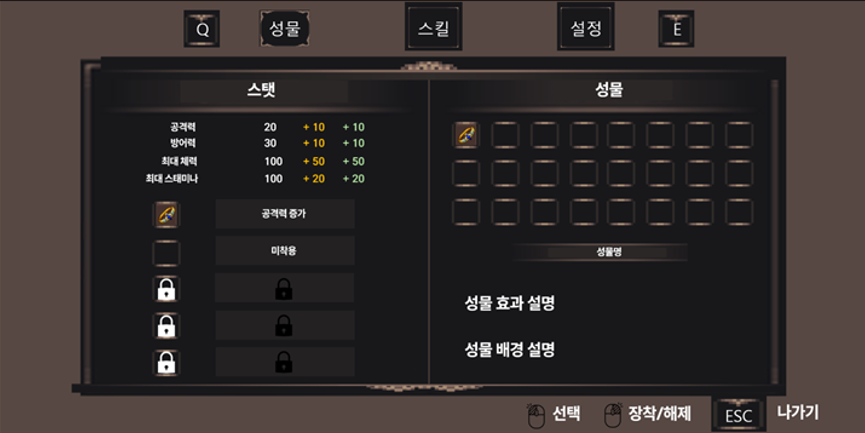 Q 성물 스킬 설정 E
스탯
공격력 20 + 10 + 10
방어력 30 + 10 + 10
최대 체력 100 + 50 + 50
최대 스태미나 100 + 20 + 20
공격력 증가
미착용
성물
성물명
성물 효과 설명
성물 배경 설명
선택 장착/해제 ESC 나가기